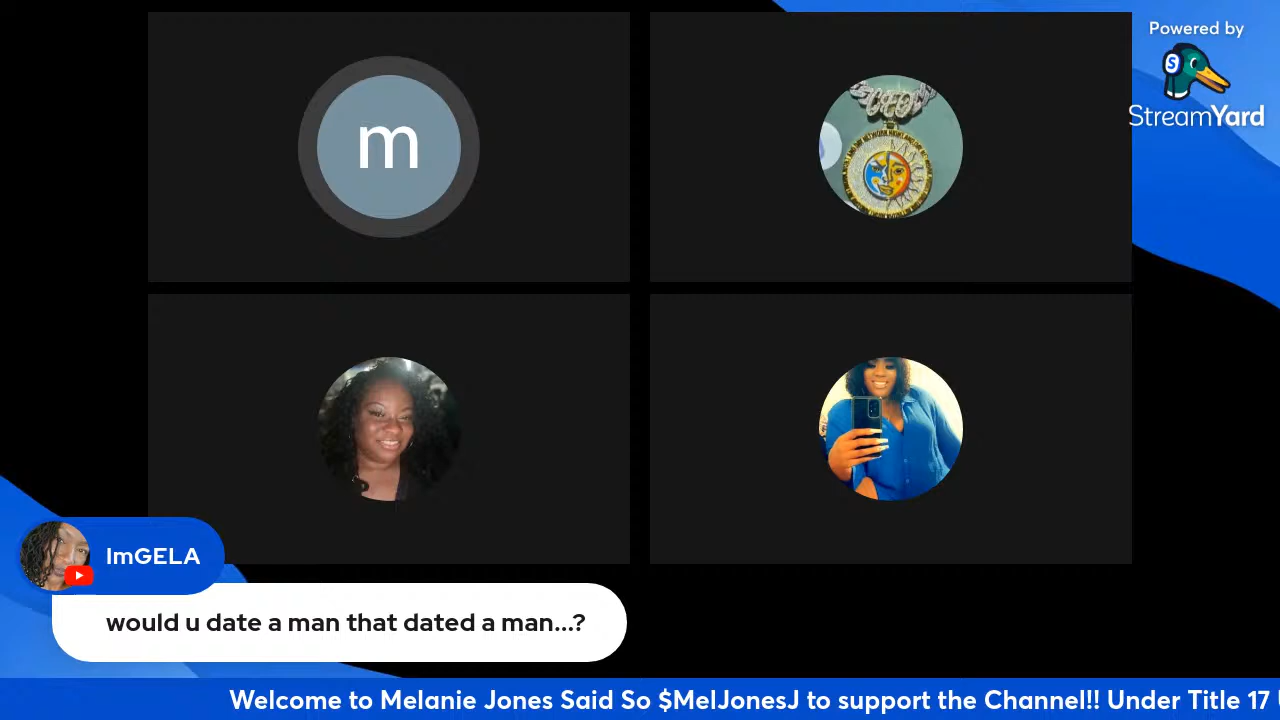 Powered by
StreamYard
m
CEO
ImGELA
would u date a man that dated a man...?
Welcome to Melanie Jones Said So $MelJonesJ to support the Channel!! Under Title 17